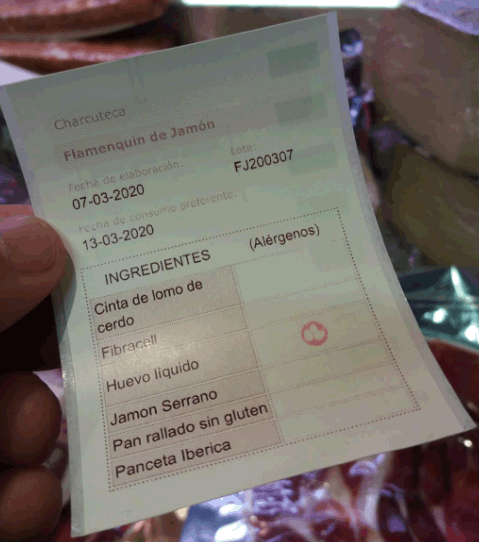 Charcuteca
Flamenquin de Jamón
Fecha de elaboración:
Lote:
07-03-2020
FJ200307
Fecha de consumo preferente:
13-03-2020
INGREDIENTES
(Alérgenos)
Cinta de lomo de
cerdo
Fibracell
Huevo líquido
Jamon Serrano
Pan rallado sin gluten
Panceta Iberica